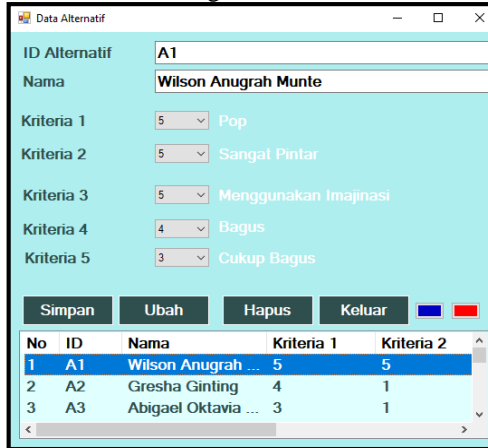 Data Alternatif
ID Alternatif A1
Nama Wilson Anugrah Munte
Kriteria 1 5 Pop
Kriteria 2 5 Sangat Pintar
Kriteria 3 5 Menggunakan Imajinasi
Kriteria 4 4 Bagus
Kriteria 5 3 Cukup Bagus
Simpan Ubah Hapus Keluar
No ID Nama Kriteria 1 Kriteria 2
1 A1 Wilson Anugrah ... 5 5
2 A2 Gresha Ginting 4 1
3 A3 Abigael Oktavia ... 3 1